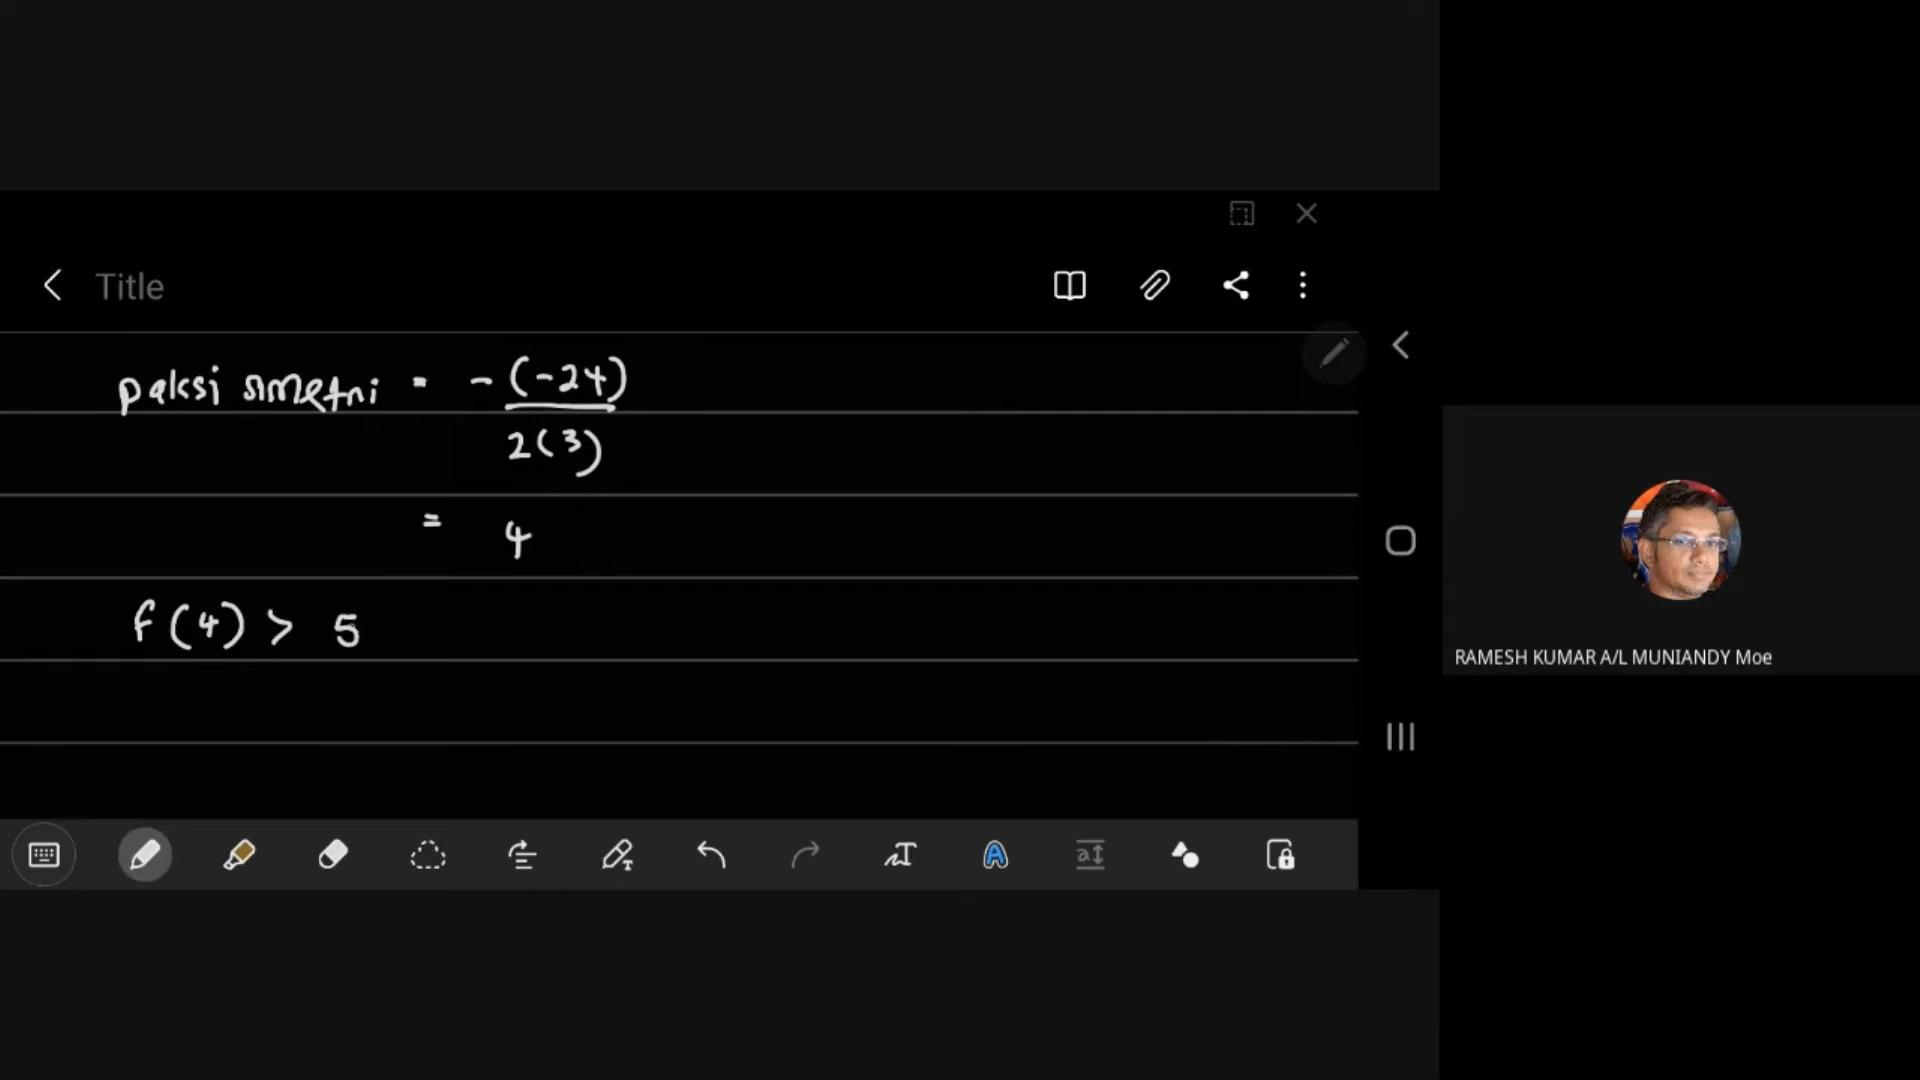 Title
paksi simetri = - (-24)
2(3)
= 4
f(4) > 5
RAMESH KUMAR A/L MUNIANDY Moe